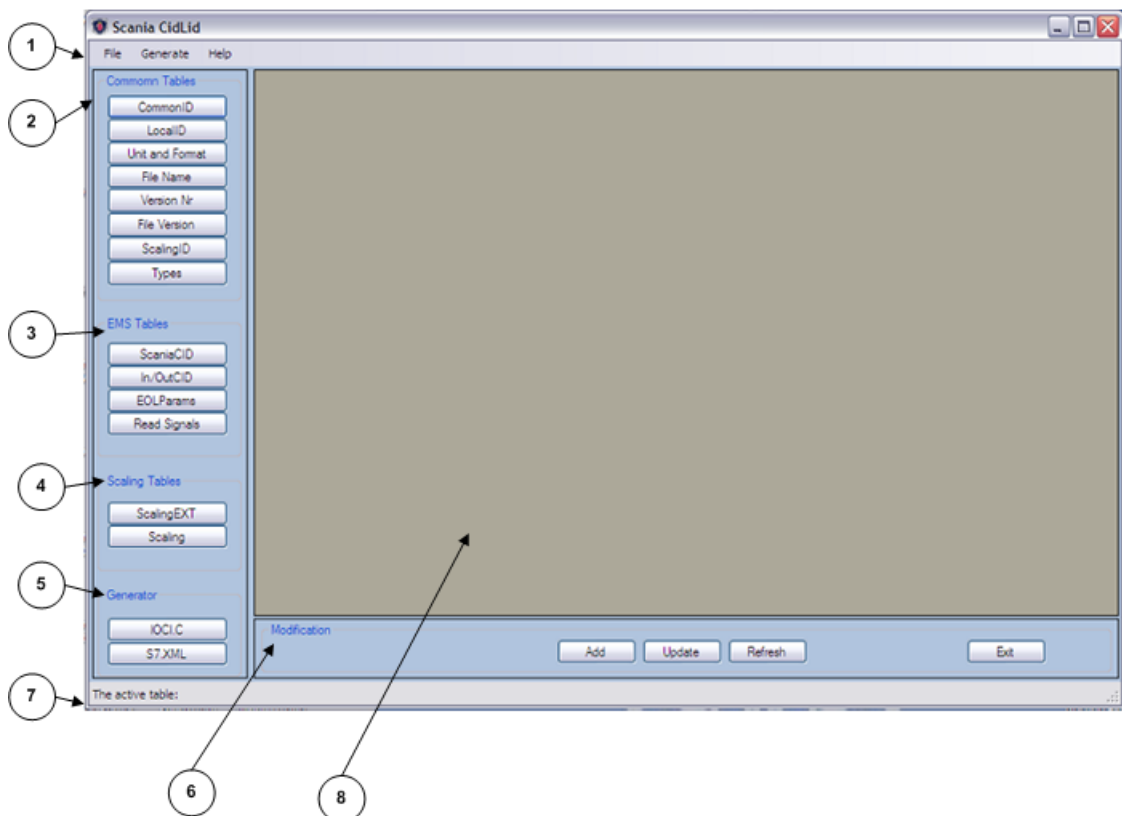 Scania CidLid
File Generate Help
Commomn Tables
CommonID
LocalID
Unit and Format
File Name
Version Nr
File Version
ScalingID
Types
EMS Tables
ScaniaCID
In/OutCID
EOLParams
Read Signals
Scaling Tables
ScalingEXT
Scaling
Generator
IOCI.C
S7.XML
Modification
Add Update Refresh Exit
The active table:
1
2
3
4
5
6
7
8